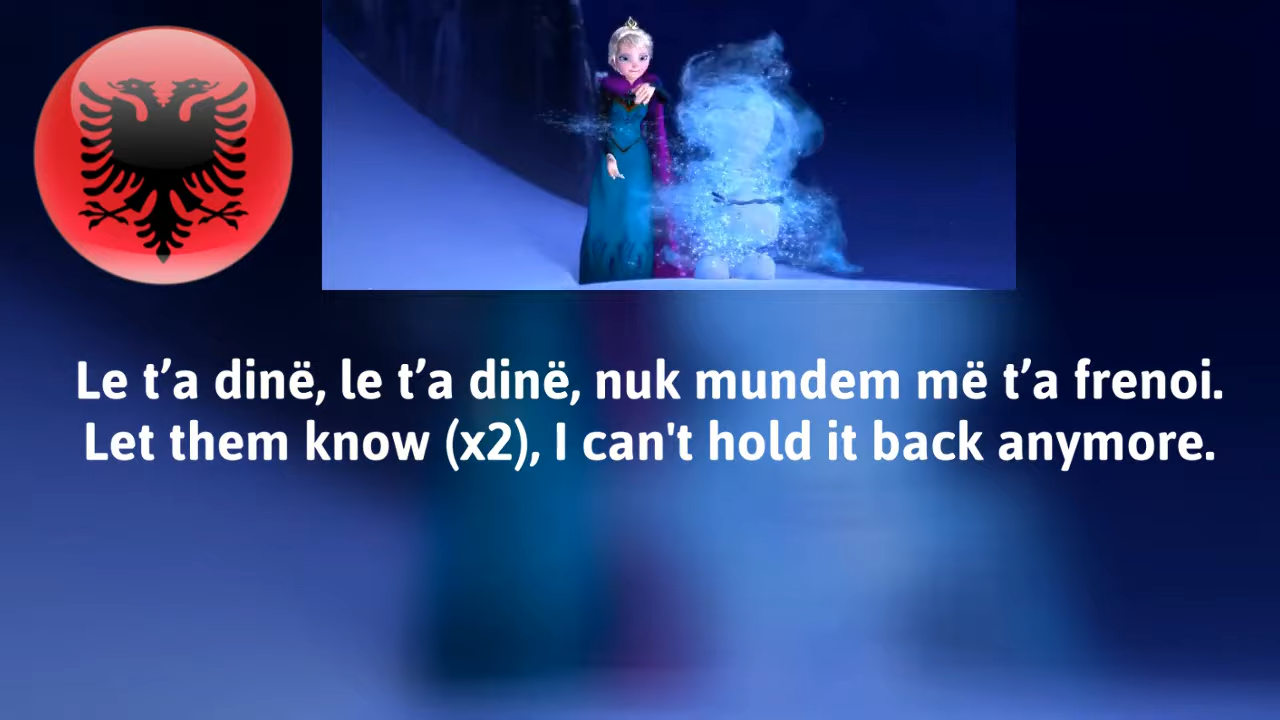 Le t’a dinë, le t’a dinë, nuk mundem më t’a frenoi.
Let them know (x2), I can't hold it back anymore.